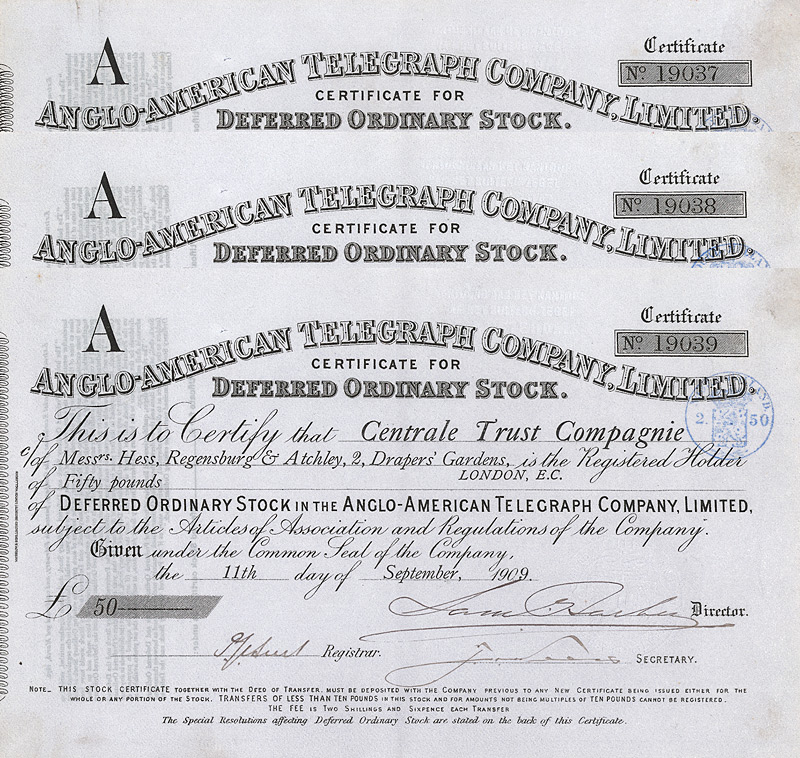 A
Certificate
Nº 19037
ANGLO-AMERICAN TELEGRAPH COMPANY, LIMITED.
CERTIFICATE FOR
DEFERRED ORDINARY STOCK.
A
Certificate
Nº 19038
ANGLO-AMERICAN TELEGRAPH COMPANY, LIMITED.
CERTIFICATE FOR
DEFERRED ORDINARY STOCK.
A
Certificate
Nº 19039
ANGLO-AMERICAN TELEGRAPH COMPANY, LIMITED.
CERTIFICATE FOR
DEFERRED ORDINARY STOCK.
2. 50
This is to Certify that Centrale Trust Compagnie
c/o of Messrs. Hess, Regensburg & Atchley, 2, Drapers' Gardens, is the Registered Holder
LONDON, E.C.
of Fifty pounds
of DEFERRED ORDINARY STOCK IN THE ANGLO-AMERICAN TELEGRAPH COMPANY, LIMITED,
subject to the Articles of Association and Regulations of the Company.
Given under the Common Seal of the Company,
the 11th day of September, 1909.
£ 50
Director.
Registrar.
SECRETARY.
NOTE_ THIS STOCK CERTIFICATE TOGETHER WITH THE DEED OF TRANSFER, MUST BE DEPOSITED WITH THE COMPANY PREVIOUS TO ANY NEW CERTIFICATE BEING ISSUED EITHER FOR THE
WHOLE OR ANY PORTION OF THE STOCK. TRANSFERS OF LESS THAN TEN POUNDS IN THIS STOCK AND FOR AMOUNTS NOT BEING MULTIPLES OF TEN POUNDS CANNOT BE REGISTERED.
THE FEE IS TWO SHILLINGS AND SIXPENCE EACH TRANSFER
The Special Resolutions affecting Deferred Ordinary Stock are stated on the back of this Certificate.